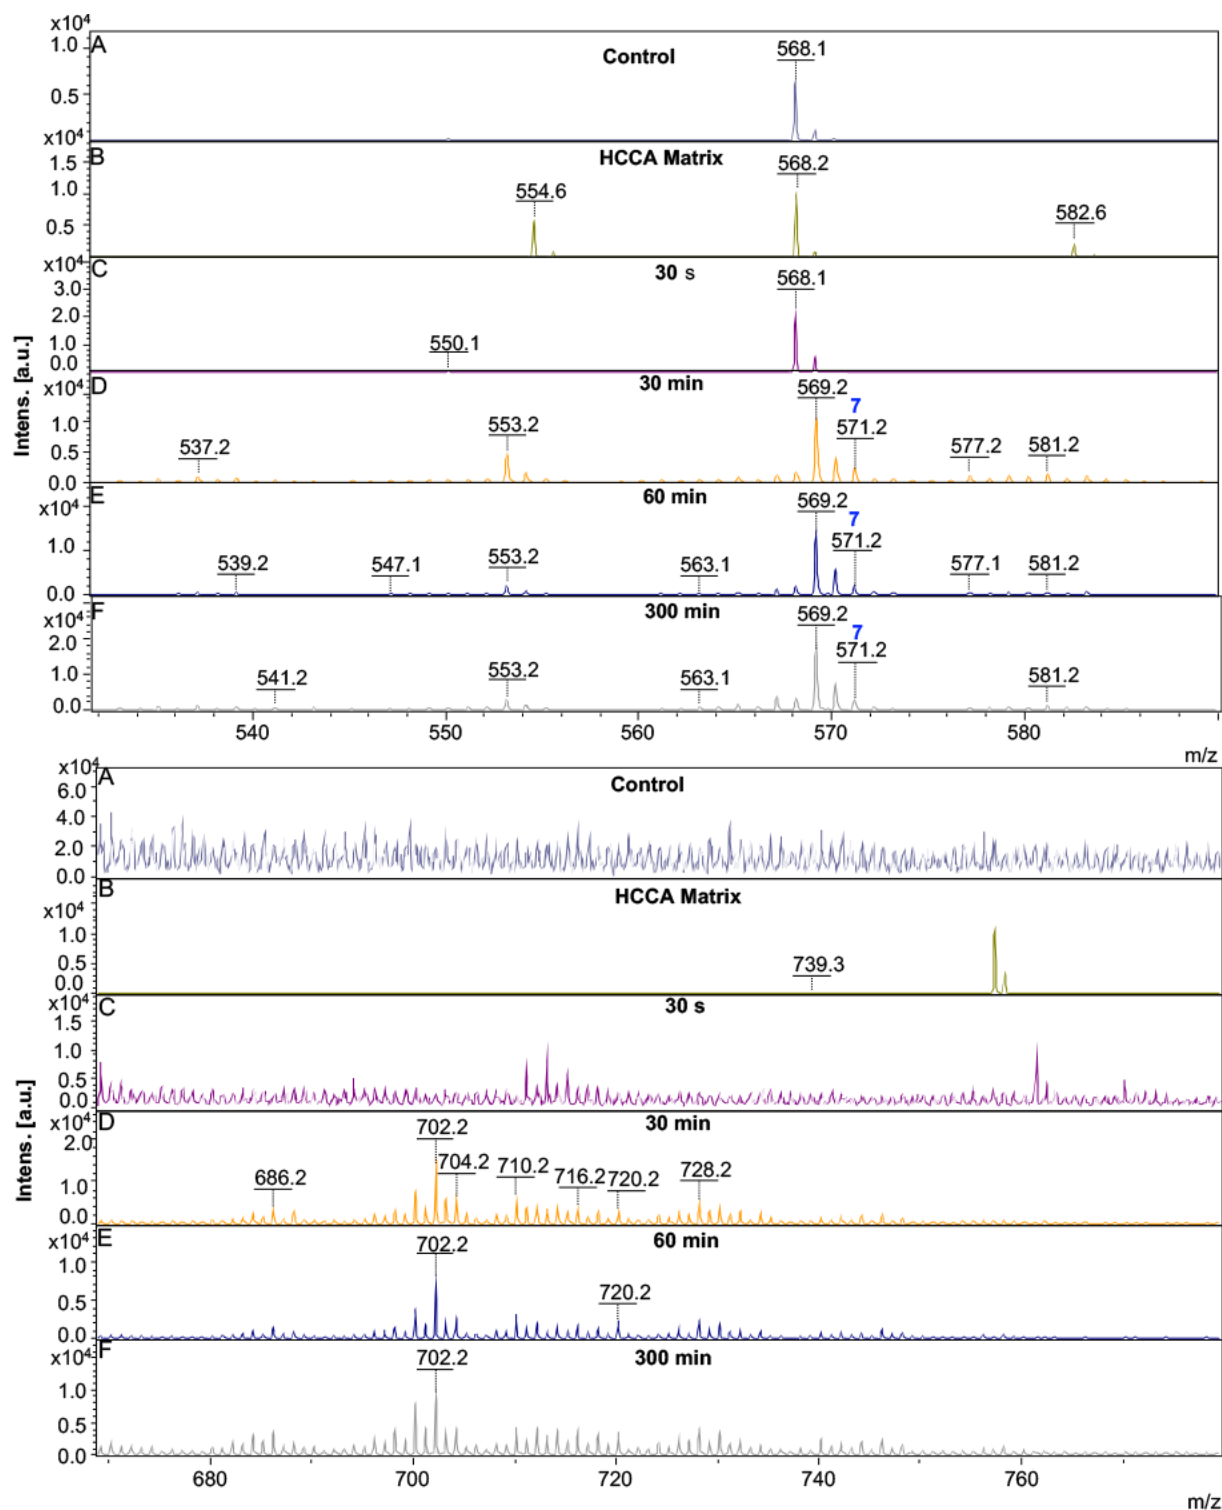 x10⁴
A
Control
568.1
1.0
0.5
x10⁴
B
HCCA Matrix
568.2
1.5
1.0
0.5
554.6
582.6
x10⁴
C
30 s
568.1
3.0
2.0
1.0
0.0
550.1
x10⁴
D
30 min
569.2
7
571.2
1.0
0.5
0.0
537.2
553.2
577.2
581.2
x10⁴
E
60 min
569.2
7
571.2
1.0
0.0
539.2
547.1
553.2
563.1
577.1
581.2
x10⁴
F
300 min
569.2
7
571.2
2.0
1.0
0.0
541.2
553.2
563.1
581.2
Intens. [a.u.]
540
550
560
570
580
m/z
x10⁴
A
Control
6.0
4.0
2.0
0.0
B
HCCA Matrix
x10⁴
1.0
0.5
0.0
739.3
x10⁴
C
30 s
1.5
1.0
0.5
0.0
x10⁴
D
30 min
2.0
1.0
0.0
686.2
702.2
704.2
710.2
716.2
720.2
728.2
x10⁴
E
60 min
1.0
0.5
0.0
702.2
720.2
x10⁴
F
300 min
1.0
0.5
0.0
702.2
Intens. [a.u.]
680
700
720
740
760
m/z